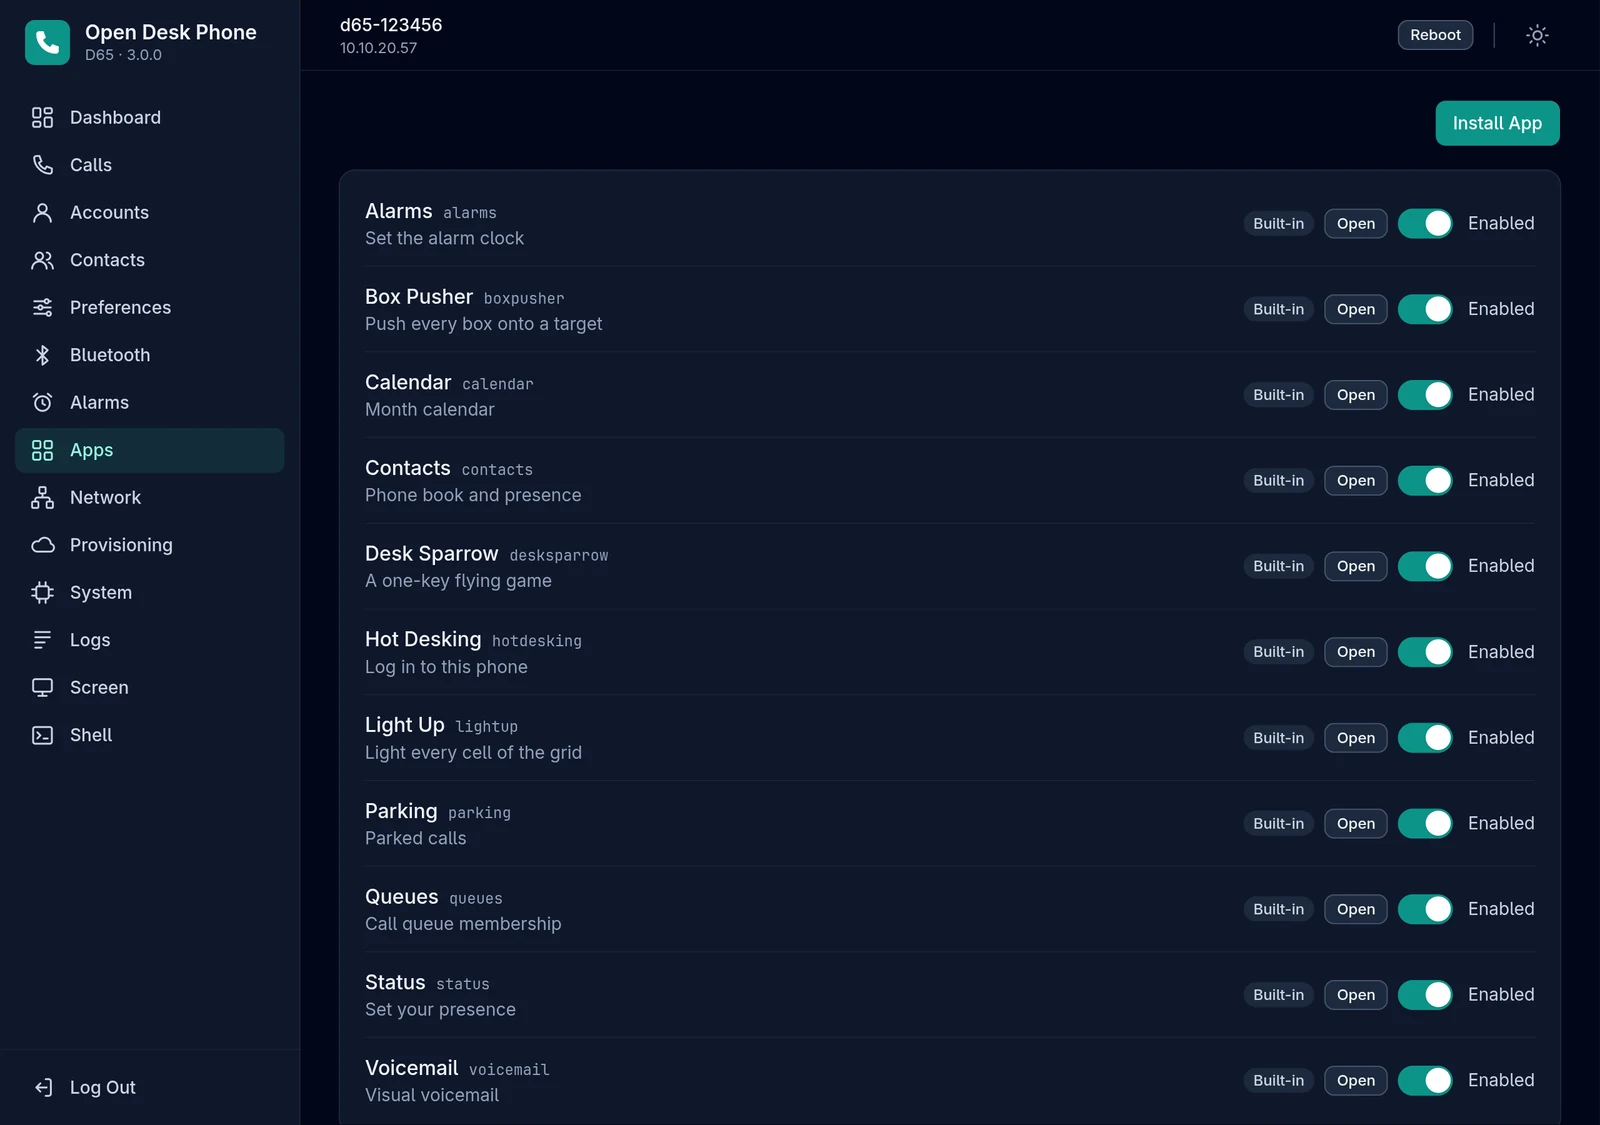 Open Desk Phone
D65 · 3.0.0
Dashboard
Calls
Accounts
Contacts
Preferences
Bluetooth
Alarms
Apps
Network
Provisioning
System
Logs
Screen
Shell
Log Out
d65-123456
10.10.20.57
Reboot
Install App
Alarms alarms
Set the alarm clock
Built-in Open Enabled
Box Pusher boxpusher
Push every box onto a target
Built-in Open Enabled
Calendar calendar
Month calendar
Built-in Open Enabled
Contacts contacts
Phone book and presence
Built-in Open Enabled
Desk Sparrow desksparrow
A one-key flying game
Built-in Open Enabled
Hot Desking hotdesking
Log in to this phone
Built-in Open Enabled
Light Up lightup
Light every cell of the grid
Built-in Open Enabled
Parking parking
Parked calls
Built-in Open Enabled
Queues queues
Call queue membership
Built-in Open Enabled
Status status
Set your presence
Built-in Open Enabled
Voicemail voicemail
Visual voicemail
Built-in Open Enabled